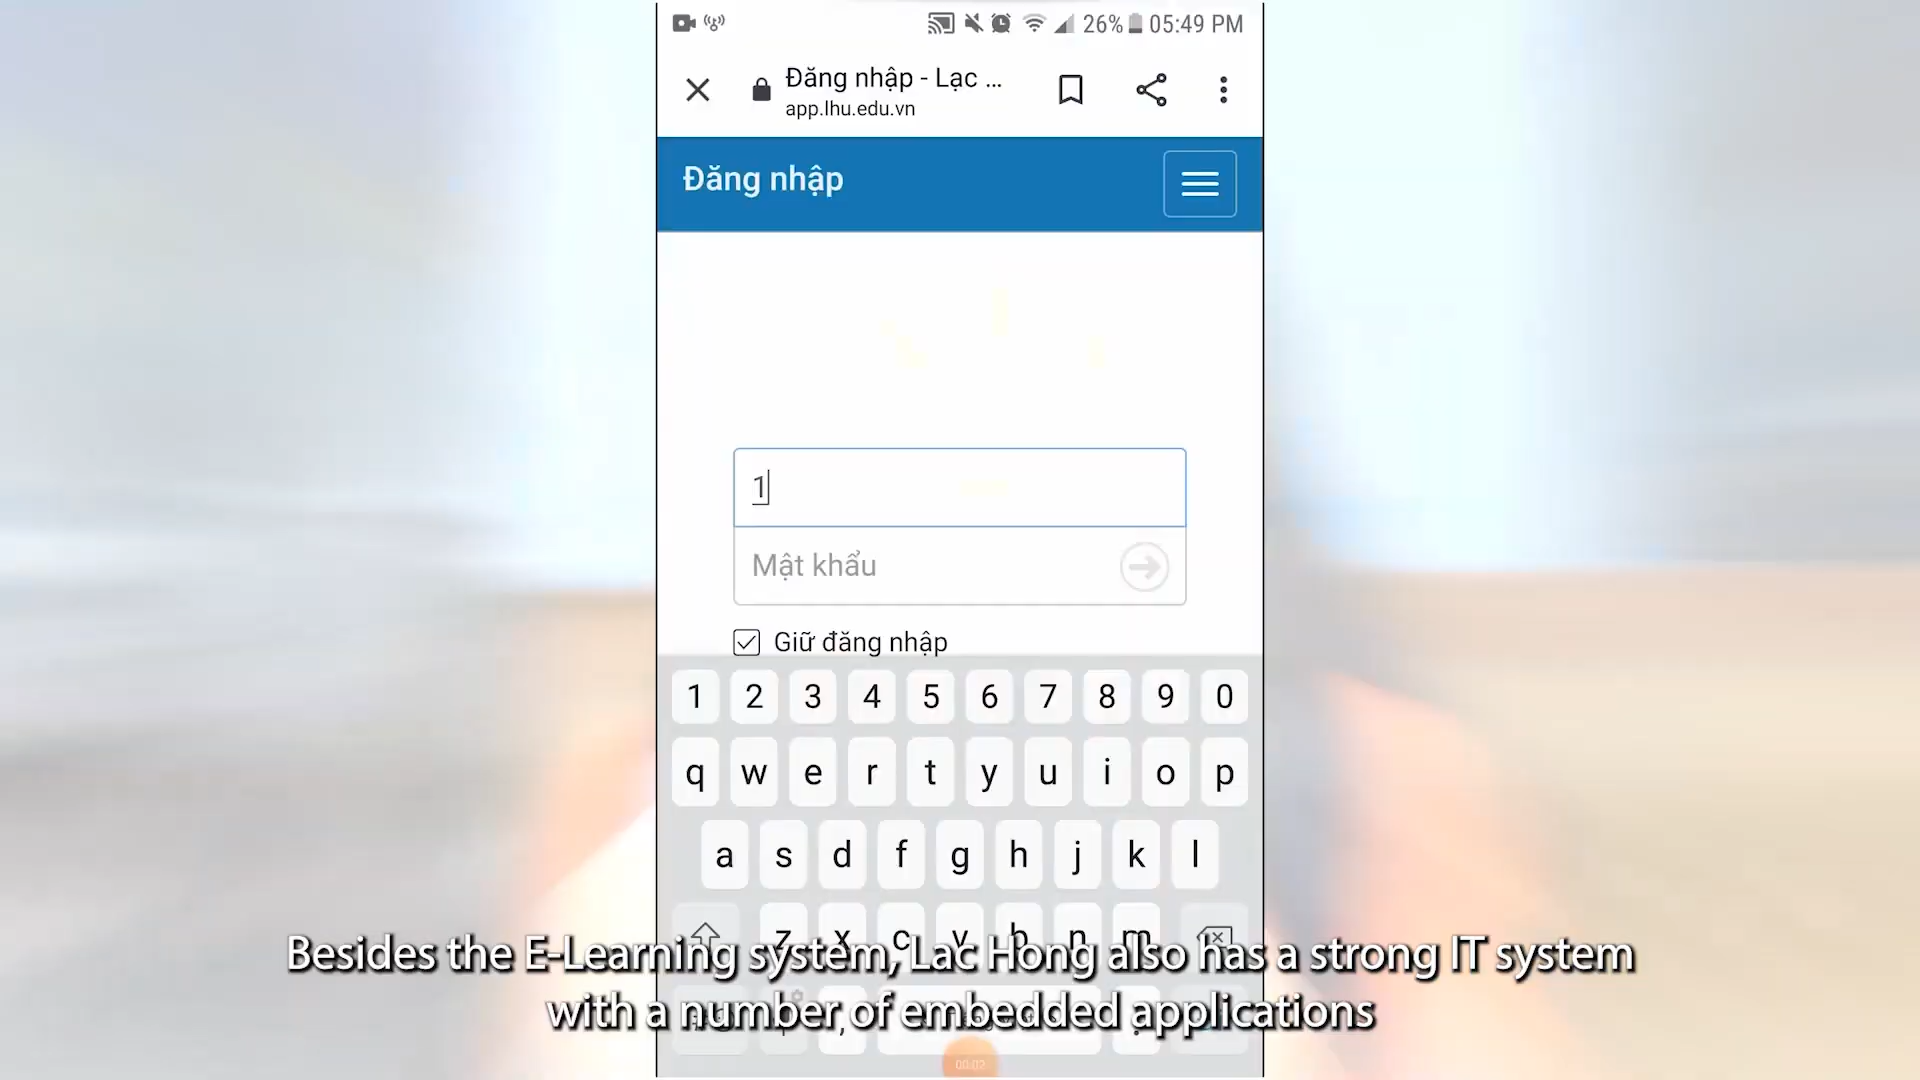 26% 05:49 PM
Đăng nhập - Lạc ...
app.lhu.edu.vn
Đăng nhập
1
Mật khẩu
Giữ đăng nhập
1 2 3 4 5 6 7 8 9 0
q w e r t y u i o p
a s d f g h j k l
z x c v b n m
Besides the E-Learning system, Lac Hong also has a strong IT system
with a number of embedded applications
00:02